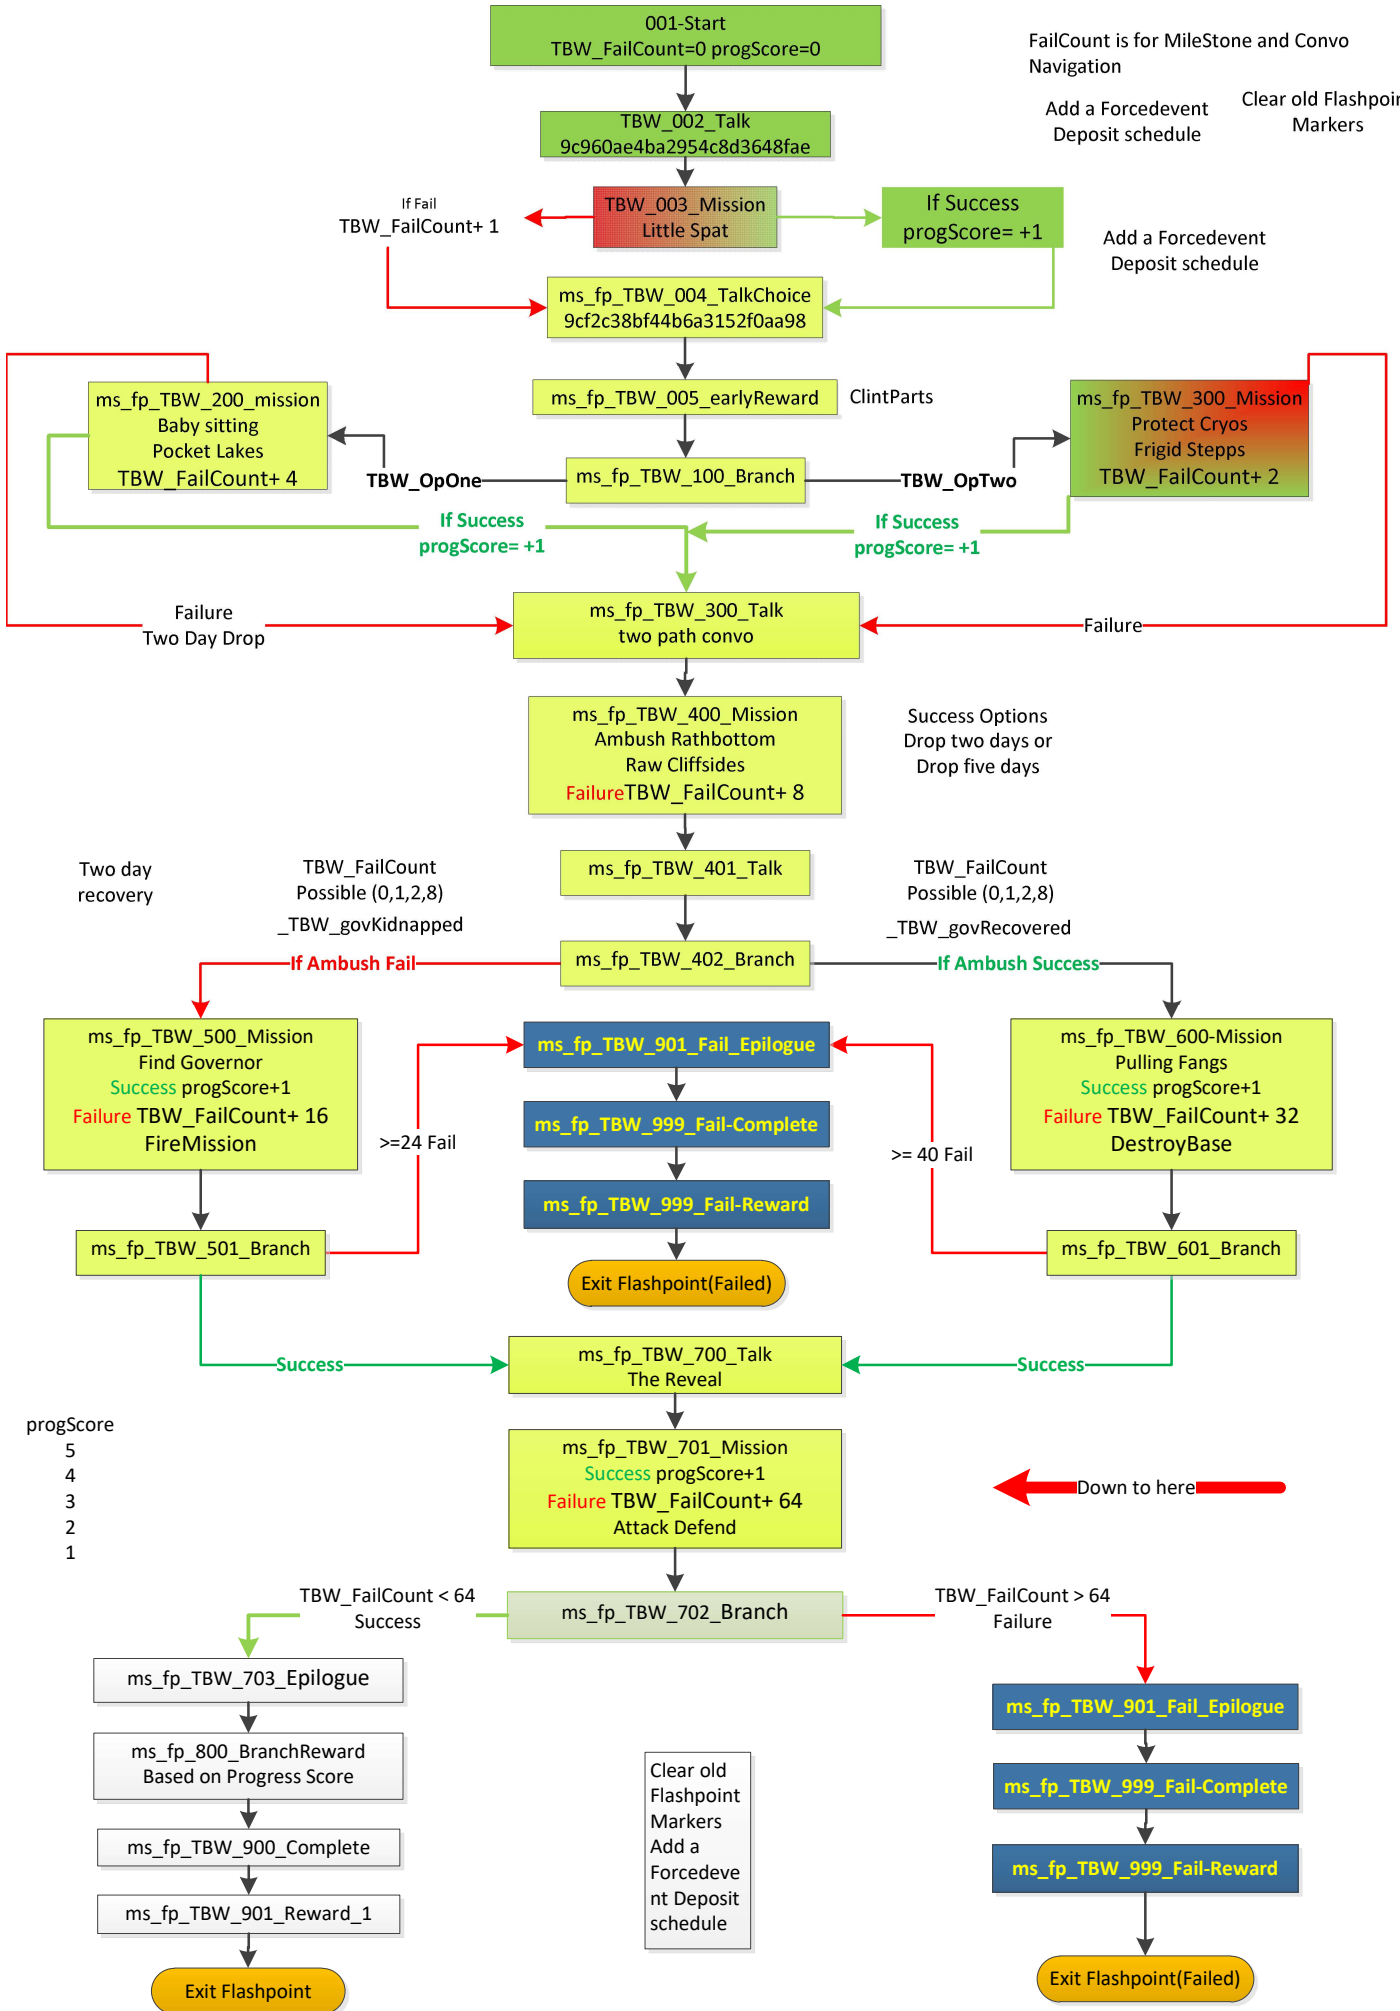 001-Start
TBW_FailCount=0 progScore=0
FailCount is for MileStone and Convo
Navigation
Add a Forcedevent
Deposit schedule
Clear old Flashpoin
Markers
TBW_002_Talk
9c960ae4ba2954c8d3648fae
If Fail
TBW_FailCount+ 1
TBW_003_Mission
Little Spat
If Success
progScore= +1
Add a Forcedevent
Deposit schedule
ms_fp_TBW_004_TalkChoice
9cf2c38bf44b6a3152f0aa98
ms_fp_TBW_200_mission
Baby sitting
Pocket Lakes
TBW_FailCount+ 4
ms_fp_TBW_005_earlyReward
ClintParts
ms_fp_TBW_300_Mission
Protect Cryos
Frigid Stepps
TBW_FailCount+ 2
TBW_OpOne
ms_fp_TBW_100_Branch
TBW_OpTwo
If Success
progScore= +1
If Success
progScore= +1
Failure
Two Day Drop
ms_fp_TBW_300_Talk
two path convo
Failure
ms_fp_TBW_400_Mission
Ambush Rathbottom
Raw Cliffsides
FailureTBW_FailCount+ 8
Success Options
Drop two days or
Drop five days
Two day
recovery
TBW_FailCount
Possible (0,1,2,8)
_TBW_govKidnapped
ms_fp_TBW_401_Talk
TBW_FailCount
Possible (0,1,2,8)
_TBW_govRecovered
If Ambush Fail
ms_fp_TBW_402_Branch
If Ambush Success
ms_fp_TBW_500_Mission
Find Governor
Success progScore+1
Failure TBW_FailCount+ 16
FireMission
>=24 Fail
ms_fp_TBW_901_Fail_Epilogue
ms_fp_TBW_999_Fail-Complete
ms_fp_TBW_999_Fail-Reward
Exit Flashpoint(Failed)
>= 40 Fail
ms_fp_TBW_600-Mission
Pulling Fangs
Success progScore+1
Failure TBW_FailCount+ 32
DestroyBase
ms_fp_TBW_501_Branch
ms_fp_TBW_601_Branch
Success
ms_fp_TBW_700_Talk
The Reveal
Success
progScore
5
4
3
2
1
ms_fp_TBW_701_Mission
Success progScore+1
Failure TBW_FailCount+ 64
Attack Defend
Down to here
TBW_FailCount < 64
Success
ms_fp_TBW_702_Branch
TBW_FailCount > 64
Failure
ms_fp_TBW_703_Epilogue
ms_fp_800_BranchReward
Based on Progress Score
ms_fp_TBW_900_Complete
ms_fp_TBW_901_Reward_1
Exit Flashpoint
Clear old
Flashpoint
Markers
Add a
Forcedeve
nt Deposit
schedule
ms_fp_TBW_901_Fail_Epilogue
ms_fp_TBW_999_Fail-Complete
ms_fp_TBW_999_Fail-Reward
Exit Flashpoint(Failed)